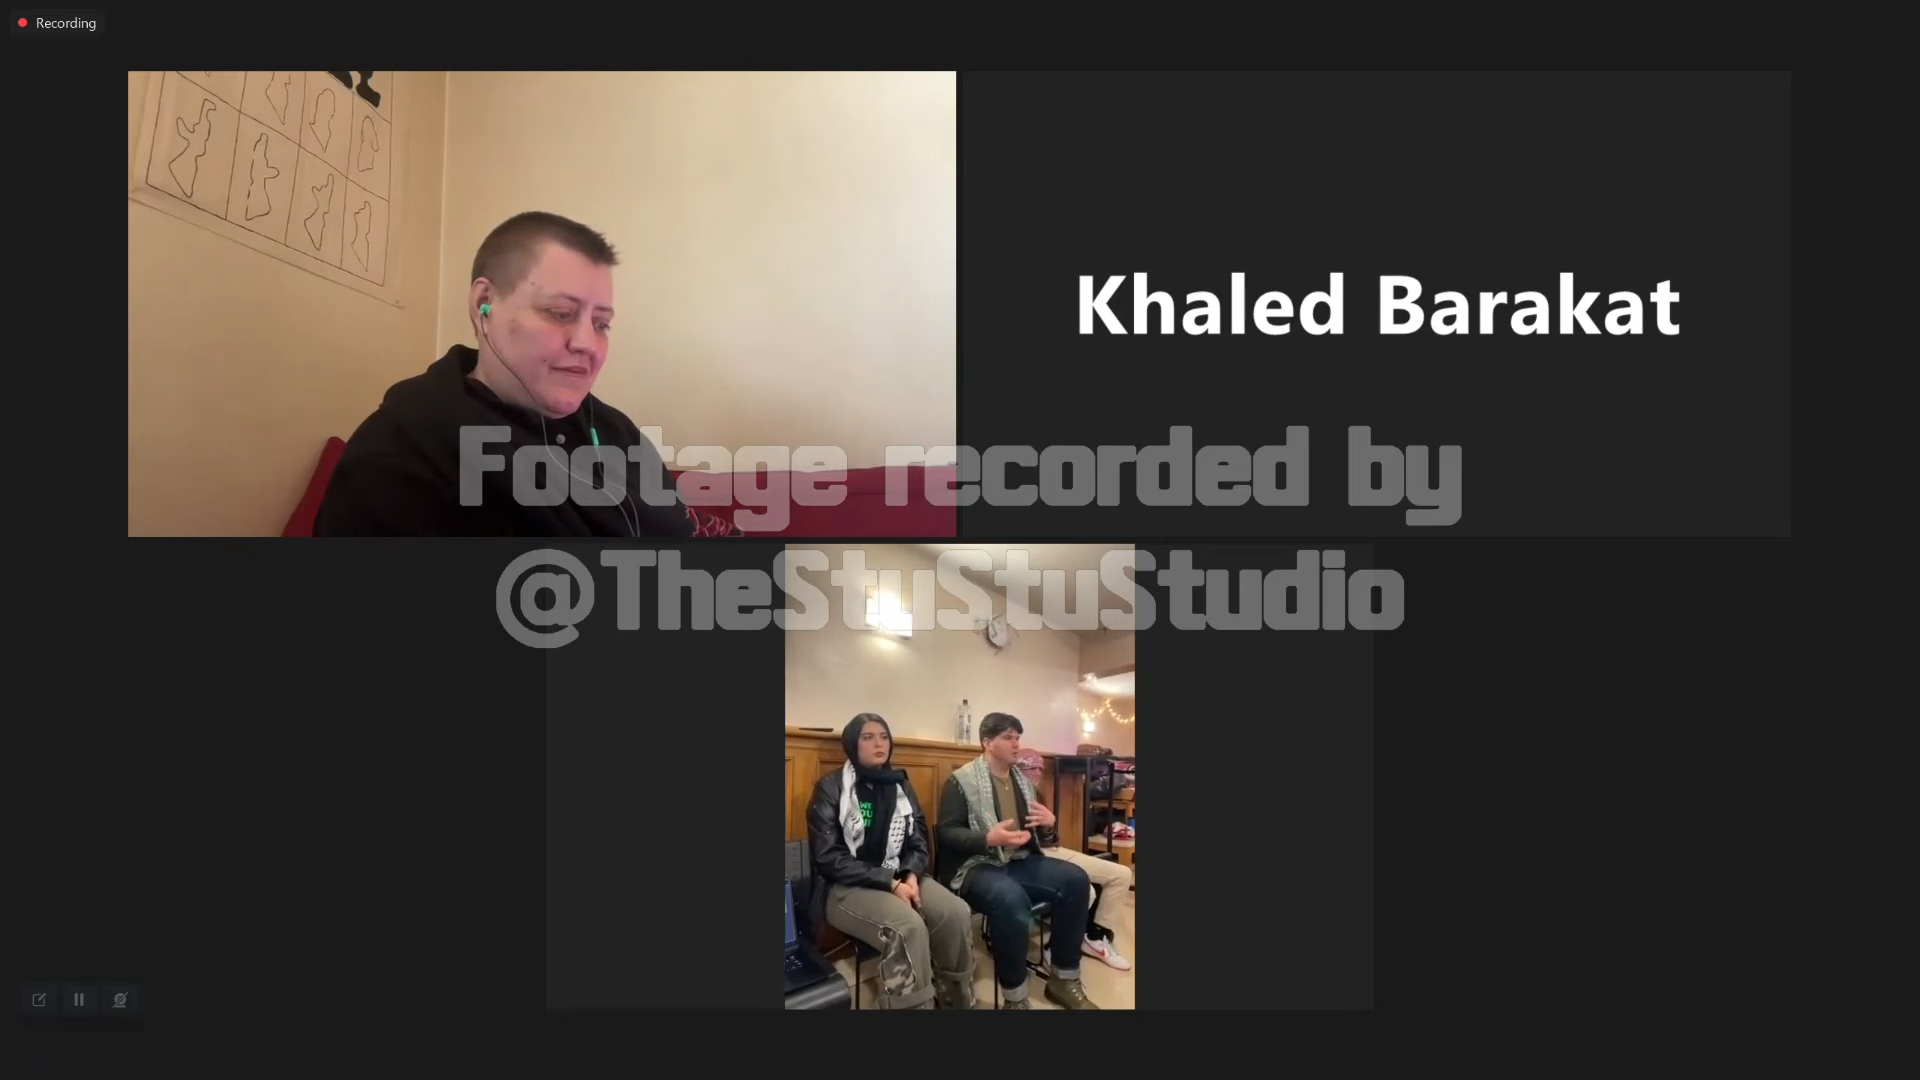 Recording
Khaled Barakat
Footage recorded by
@TheStuStuStudio